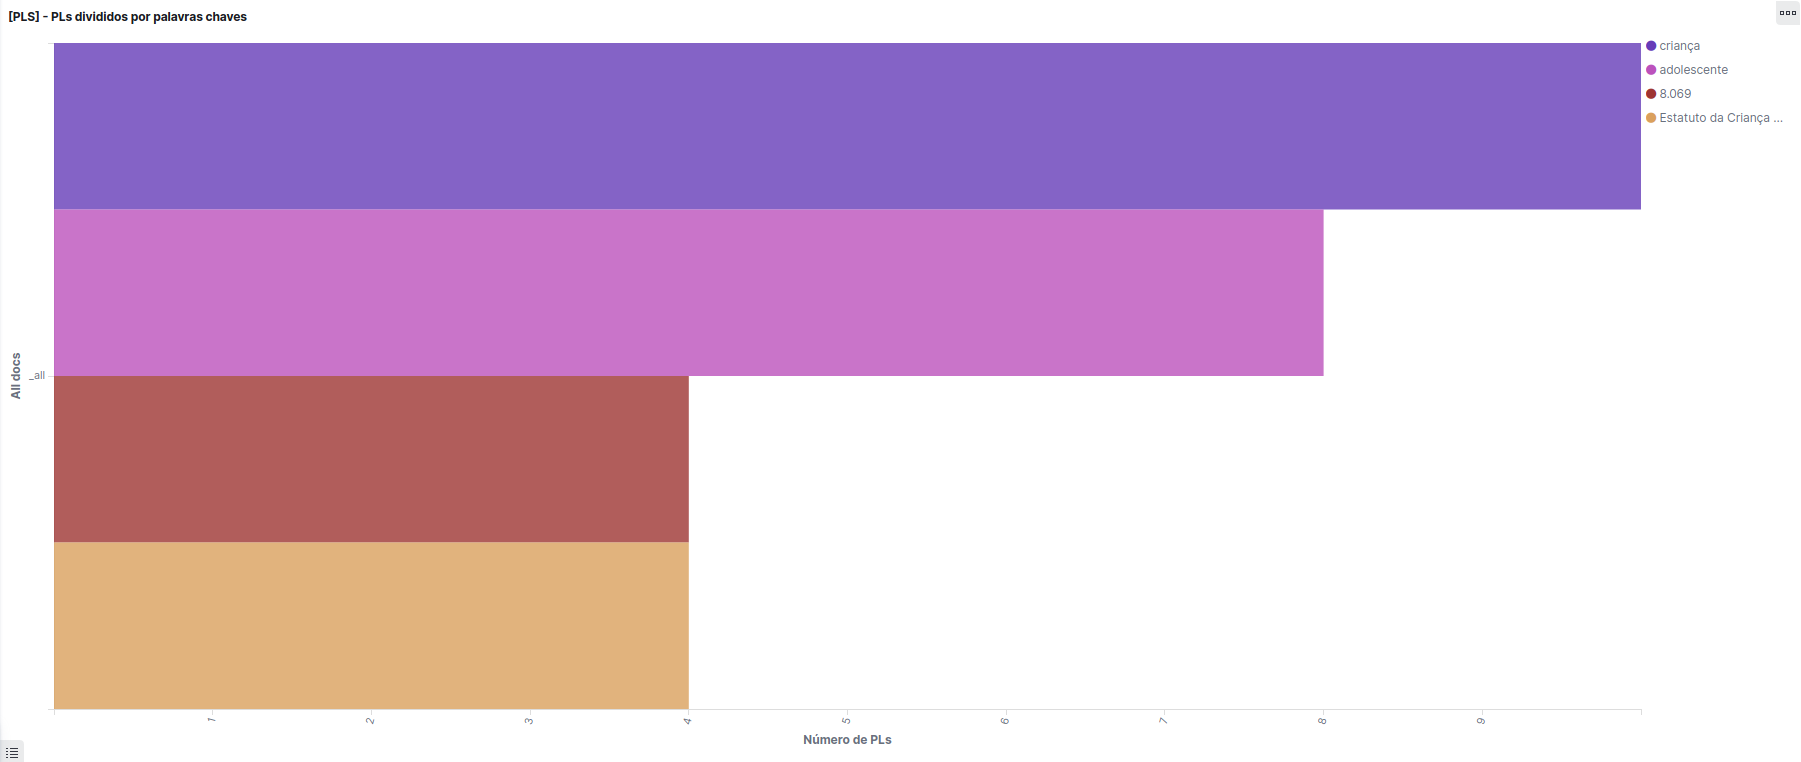 [PLS] - PLs divididos por palavras chaves
criança
adolescente
8.069
Estatuto da Criança ...
All docs
_all
1
2
3
4
5
6
7
8
9
Número de PLs